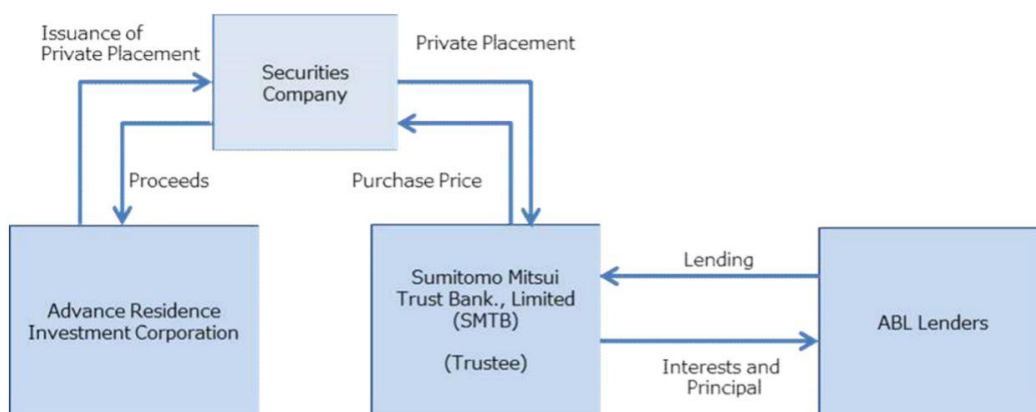 Issuance of
Private Placement
Securities
Company
Private Placement
Proceeds
Purchase Price
Advance Residence
Investment Corporation
Sumitomo Mitsui
Trust Bank., Limited
(SMTB)
(Trustee)
Lending
Interests and
Principal
ABL Lenders